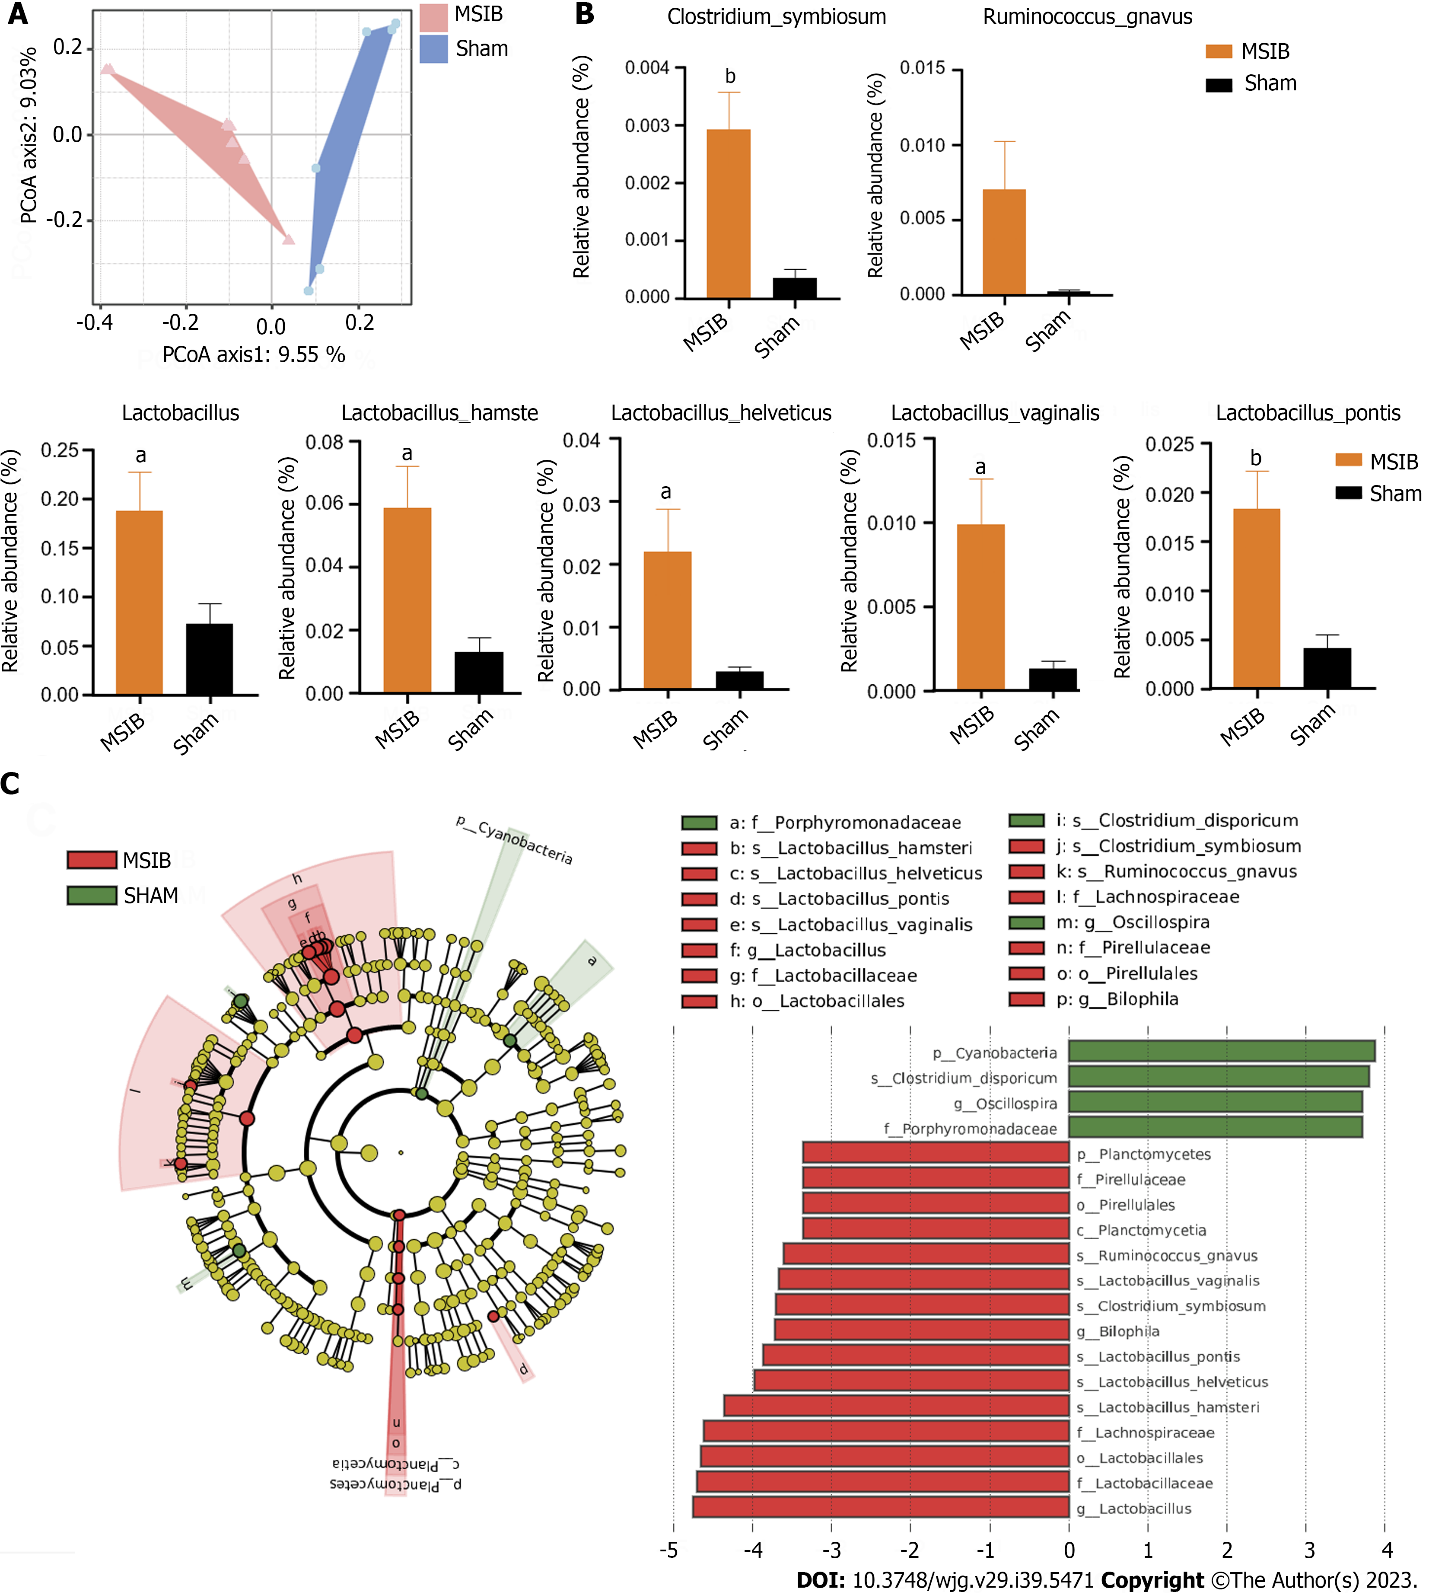 A
MSIB
Sham
0.2
0.0
-0.2
PCoA axis2: 9.03%
-0.4
-0.2
0.0
0.2
PCoA axis1: 9.55 %
B
Clostridium_symbiosum
Relative abundance (%)
0.004
0.003
0.002
0.001
0.000
b
MSIB
Sham
Ruminococcus_gnavus
Relative abundance (%)
0.015
0.010
0.005
0.000
MSIB
Sham
MSIB
Sham
Lactobacillus
Relative abundance (%)
0.25
0.20
0.15
0.10
0.05
0.00
a
MSIB
Sham
Lactobacillus_hamste
Relative abundance (%)
0.08
0.06
0.04
0.02
0.00
a
MSIB
Sham
Lactobacillus_helveticus
Relative abundance (%)
0.04
0.03
0.02
0.01
0.00
a
MSIB
Sham
Lactobacillus_vaginalis
Relative abundance (%)
0.015
0.010
0.005
0.000
a
MSIB
Sham
Lactobacillus_pontis
Relative abundance (%)
0.025
0.020
0.015
0.010
0.005
0.000
b
MSIB
Sham
MSIB
Sham
C
MSIB
SHAM
p__Cyanobacteria
a
h
g
f
e
d
c
b
i
j
l
k
m
p
n
o
c__Planctomycetia
p__Planctomycetes
a: f__Porphyromonadaceae
b: s__Lactobacillus_hamsteri
c: s__Lactobacillus_helveticus
d: s__Lactobacillus_pontis
e: s__Lactobacillus_vaginalis
f: g__Lactobacillus
g: f__Lactobacillaceae
h: o__Lactobacillales
i: s__Clostridium_disporicum
j: s__Clostridium_symbiosum
k: s__Ruminococcus_gnavus
l: f__Lachnospiraceae
m: g__Oscillospira
n: f__Pirellulaceae
o: o__Pirellulales
p: g__Bilophila
p__Cyanobacteria
s__Clostridium_disporicum
g__Oscillospira
f__Porphyromonadaceae
p__Planctomycetes
f__Pirellulaceae
o__Pirellulales
c__Planctomycetia
s__Ruminococcus_gnavus
s__Lactobacillus_vaginalis
s__Clostridium_symbiosum
g__Bilophila
s__Lactobacillus_pontis
s__Lactobacillus_helveticus
s__Lactobacillus_hamsteri
f__Lachnospiraceae
o__Lactobacillales
f__Lactobacillaceae
g__Lactobacillus
-5
-4
-3
-2
-1
0
1
2
3
4
DOI: 10.3748/wjg.v29.i39.5471 Copyright ©The Author(s) 2023.